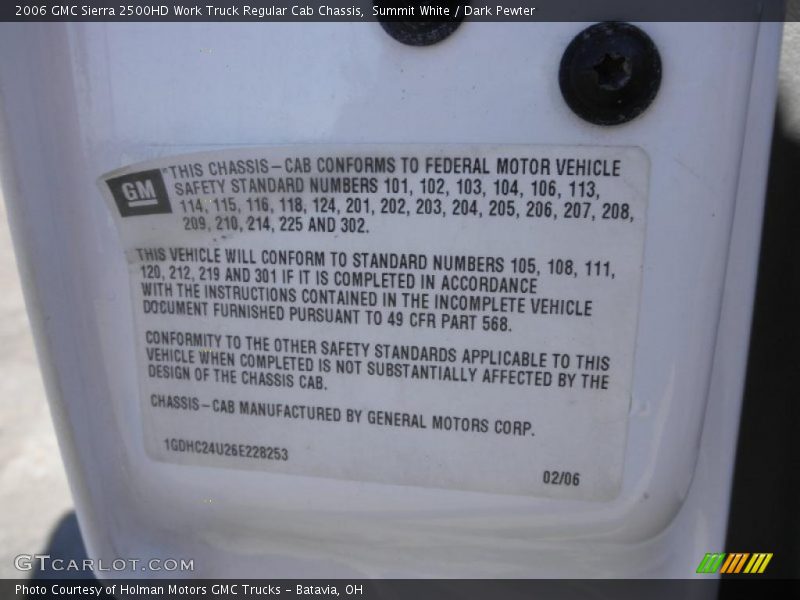 2006 GMC Sierra 2500HD Work Truck Regular Cab Chassis, Summit White / Dark Pewter
GM
THIS CHASSIS-CAB CONFORMS TO FEDERAL MOTOR VEHICLE
SAFETY STANDARD NUMBERS 101, 102, 103, 104, 106, 113,
114, 115, 116, 118, 124, 201, 202, 203, 204, 205, 206, 207, 208,
209, 210, 214, 225 AND 302.
THIS VEHICLE WILL CONFORM TO STANDARD NUMBERS 105, 108, 111,
120, 212, 219 AND 301 IF IT IS COMPLETED IN ACCORDANCE
WITH THE INSTRUCTIONS CONTAINED IN THE INCOMPLETE VEHICLE
DOCUMENT FURNISHED PURSUANT TO 49 CFR PART 568.
CONFORMITY TO THE OTHER SAFETY STANDARDS APPLICABLE TO THIS
VEHICLE WHEN COMPLETED IS NOT SUBSTANTIALLY AFFECTED BY THE
DESIGN OF THE CHASSIS CAB.
CHASSIS-CAB MANUFACTURED BY GENERAL MOTORS CORP.
1GDHC24U26E228253
02/06
GTCARLOT.COM
Photo Courtesy of Holman Motors GMC Trucks - Batavia, OH